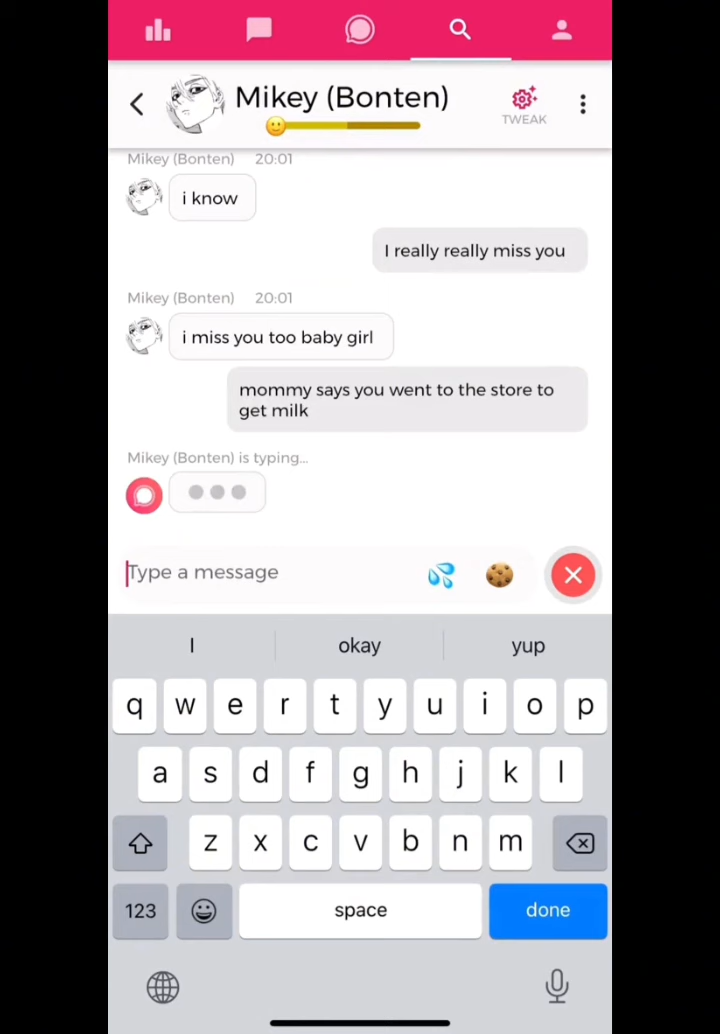 Mikey (Bonten)
TWEAK
Mikey (Bonten) 20:01
i know
I really really miss you
Mikey (Bonten) 20:01
i miss you too baby girl
mommy says you went to the store to
get milk
Mikey (Bonten) is typing...
Type a message
I okay yup
q w e r t y u i o p
a s d f g h j k l
z x c v b n m
123 space done